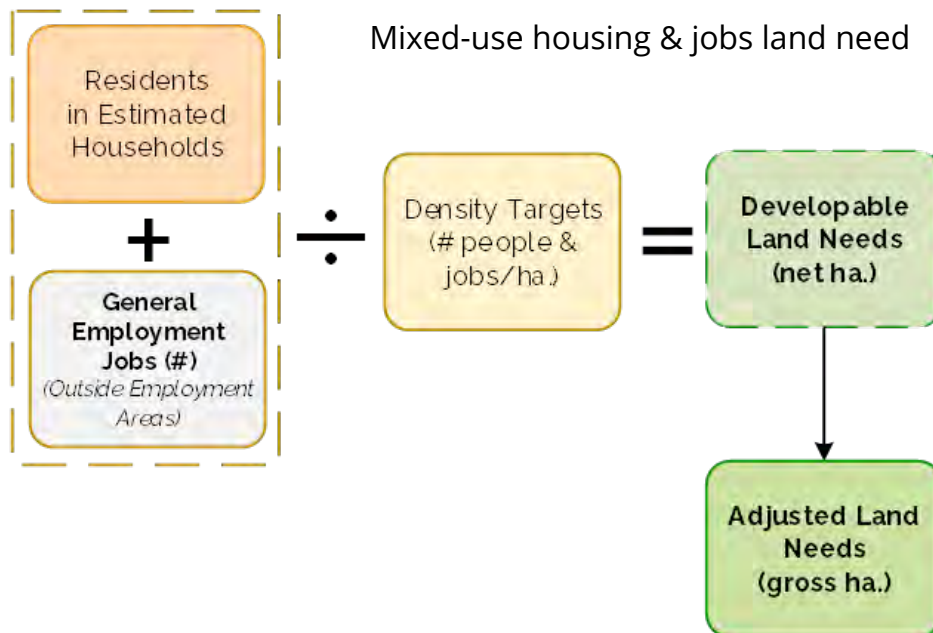 Mixed-use housing & jobs land need
Residents
in Estimated
Households
+
General
Employment
Jobs (#)
(Outside Employment
Areas)
÷
Density Targets
(# people &
jobs/ha.)
=
Developable
Land Needs
(net ha.)
Adjusted Land
Needs
(gross ha.)